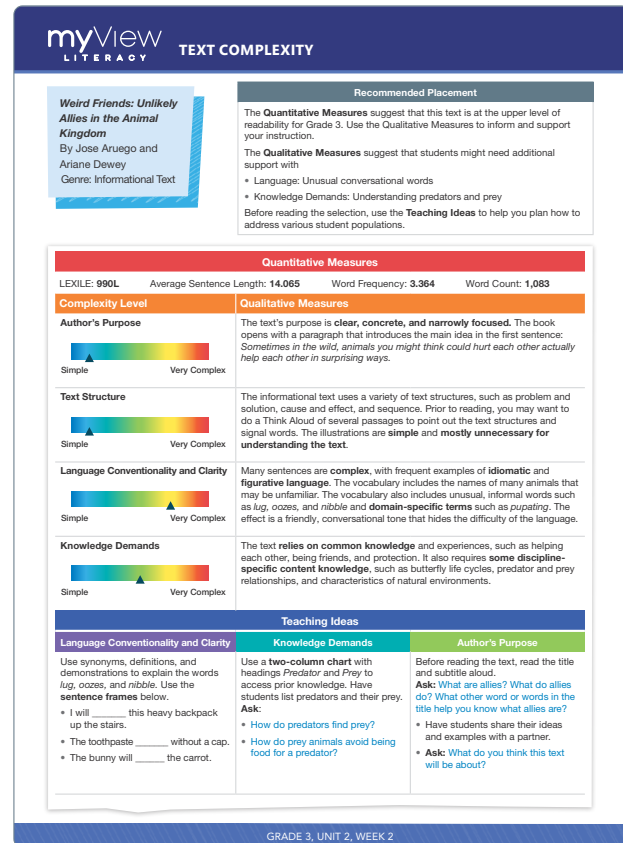 myView
LITERACY
TEXT COMPLEXITY
Weird Friends: Unlikely
Allies in the Animal
Kingdom
By Jose Aruego and
Ariane Dewey
Genre: Informational Text
Recommended Placement
The Quantitative Measures suggest that this text is at the upper level of
readability for Grade 3. Use the Qualitative Measures to inform and support
your instruction.
The Qualitative Measures suggest that students might need additional
support with
• Language: Unusual conversational words
• Knowledge Demands: Understanding predators and prey
Before reading the selection, use the Teaching Ideas to help you plan how to
address various student populations.
Quantitative Measures
LEXILE: 990L Average Sentence Length: 14.065 Word Frequency: 3.364 Word Count: 1,083
Complexity Level
Qualitative Measures
Author's Purpose
Simple Very Complex
The text's purpose is clear, concrete, and narrowly focused. The book
opens with a paragraph that introduces the main idea in the first sentence:
Sometimes in the wild, animals you might think could hurt each other actually
help each other in surprising ways.
Text Structure
Simple Very Complex
The informational text uses a variety of text structures, such as problem and
solution, cause and effect, and sequence. Prior to reading, you may want to
do a Think Aloud of several passages to point out the text structures and
signal words. The illustrations are simple and mostly unnecessary for
understanding the text.
Language Conventionality and Clarity
Simple Very Complex
Many sentences are complex, with frequent examples of idiomatic and
figurative language. The vocabulary includes the names of many animals that
may be unfamiliar. The vocabulary also includes unusual, informal words such
as lug, oozes, and nibble and domain-specific terms such as pupating. The
effect is a friendly, conversational tone that hides the difficulty of the language.
Knowledge Demands
Simple Very Complex
The text relies on common knowledge and experiences, such as helping
each other, being friends, and protection. It also requires some discipline-
specific content knowledge, such as butterfly life cycles, predator and prey
relationships, and characteristics of natural environments.
Teaching Ideas
Language Conventionality and Clarity
Use synonyms, definitions, and
demonstrations to explain the words
lug, oozes, and nibble. Use the
sentence frames below.
• I will ______ this heavy backpack
up the stairs.
• The toothpaste ______ without a cap.
• The bunny will _____ the carrot.
Knowledge Demands
Use a two-column chart with
headings Predator and Prey to
access prior knowledge. Have
students list predators and their prey.
Ask:
• How do predators find prey?
• How do prey animals avoid being
food for a predator?
Author's Purpose
Before reading the text, read the title
and subtitle aloud.
Ask: What are allies? What do allies
do? What other word or words in the
title help you know what allies are?
• Have students share their ideas
and examples with a partner.
• Ask: What do you think this text
will be about?
GRADE 3, UNIT 2, WEEK 2